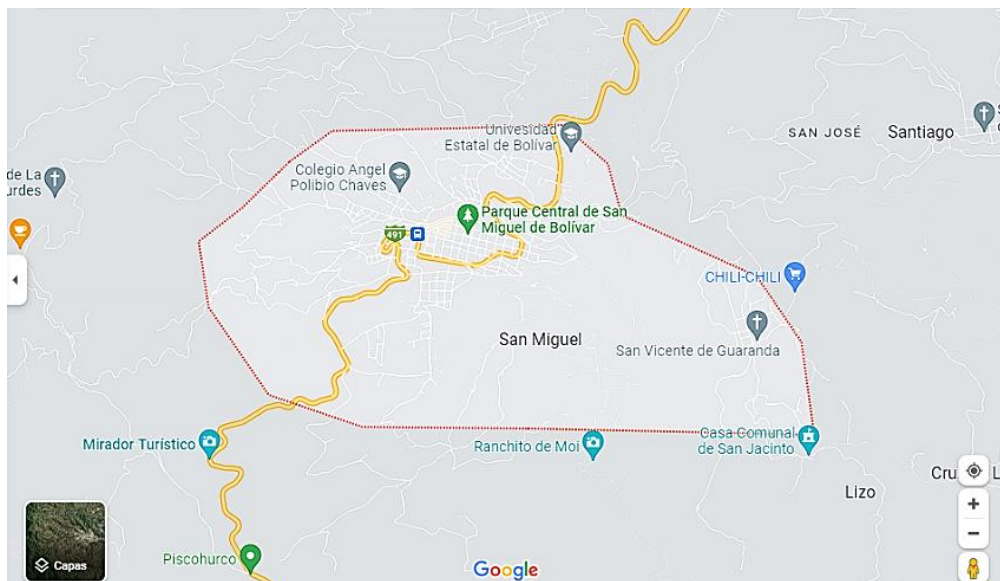 Univesidad
Estatal de Bolívar
SAN JOSÉ
Santiago
Colegio Angel
Polibio Chaves
de La
urdes
Parque Central de San
Miguel de Bolívar
491
CHILI-CHILI
San Miguel
San Vicente de Guaranda
Mirador Turístico
Ranchito de Moi
Casa Comunal
de San Jacinto
Cru
L
Lizo
Capas
Piscohurco
Google